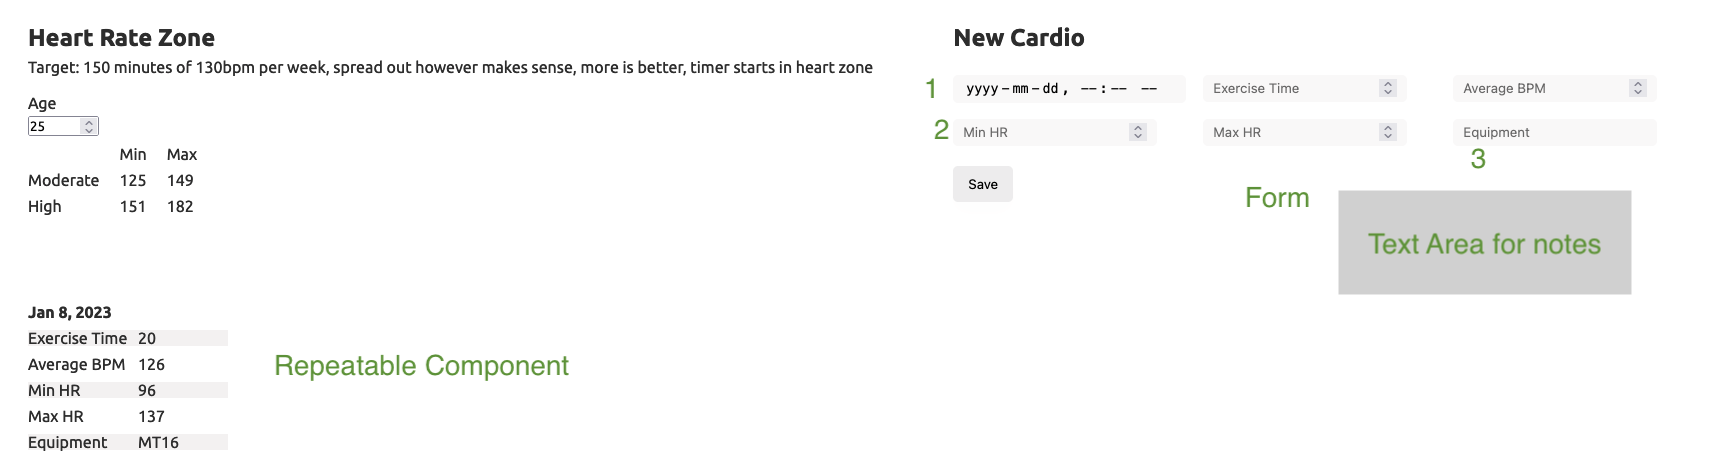 Heart Rate Zone
Target: 150 minutes of 130bpm per week, spread out however makes sense, more is better, timer starts in heart zone
Age
25
Min Max
Moderate 125 149
High 151 182
Jan 8, 2023
Exercise Time 20
Average BPM 126
Min HR 96
Max HR 137
Equipment MT16
Repeatable Component
New Cardio
1 yyyy-mm-dd, --:-- -- Exercise Time Average BPM
2 Min HR Max HR Equipment
3
Save
Form
Text Area for notes